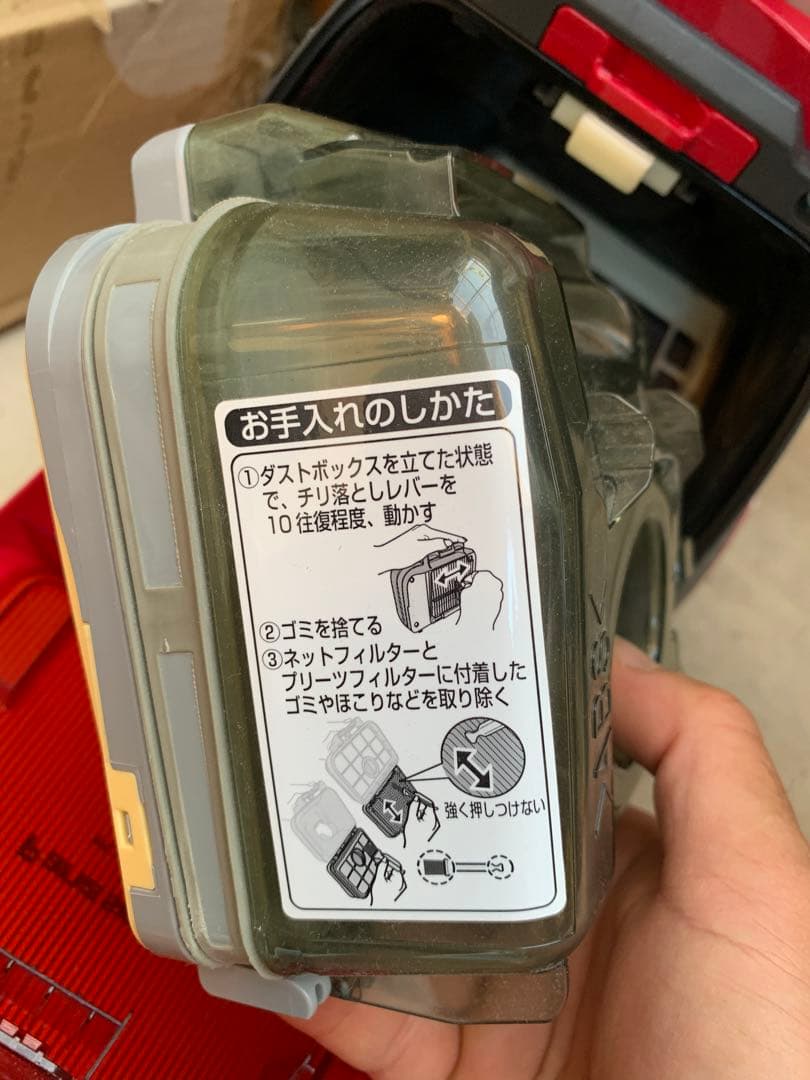 お手入れのしかた
①ダストボックスを立てた状態
で、チリ落としレバーを
10往復程度、動かす
②ゴミを捨てる
③ネットフィルターと
プリーツフィルターに付着した
ゴミやほこりなどを取り除く
強く押しつけない
>ABS<